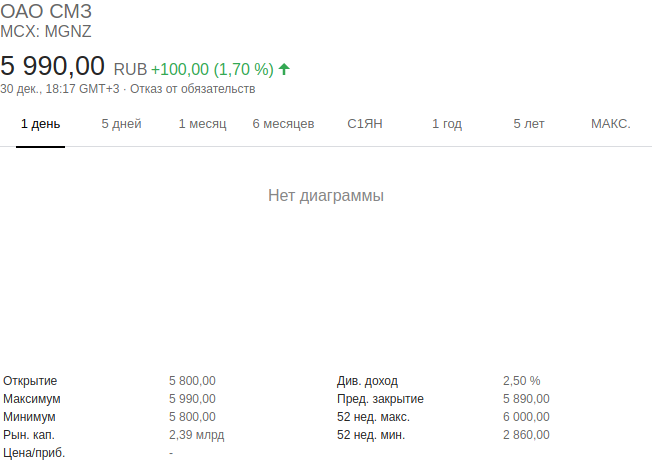 ОАО СМЗ
MCX: MGNZ
5 990,00 RUB +100,00 (1,70 %)
30 дек., 18:17 GMT+3 · Отказ от обязательств
1 день 5 дней 1 месяц 6 месяцев С1ЯН 1 год 5 лет МАКС.
Нет диаграммы
Открытие 5 800,00 Див. доход 2,50 %
Максимум 5 990,00 Пред. закрытие 5 890,00
Минимум 5 800,00 52 нед. макс. 6 000,00
Рын. кап. 2,39 млрд 52 нед. мин. 2 860,00
Цена/приб. -